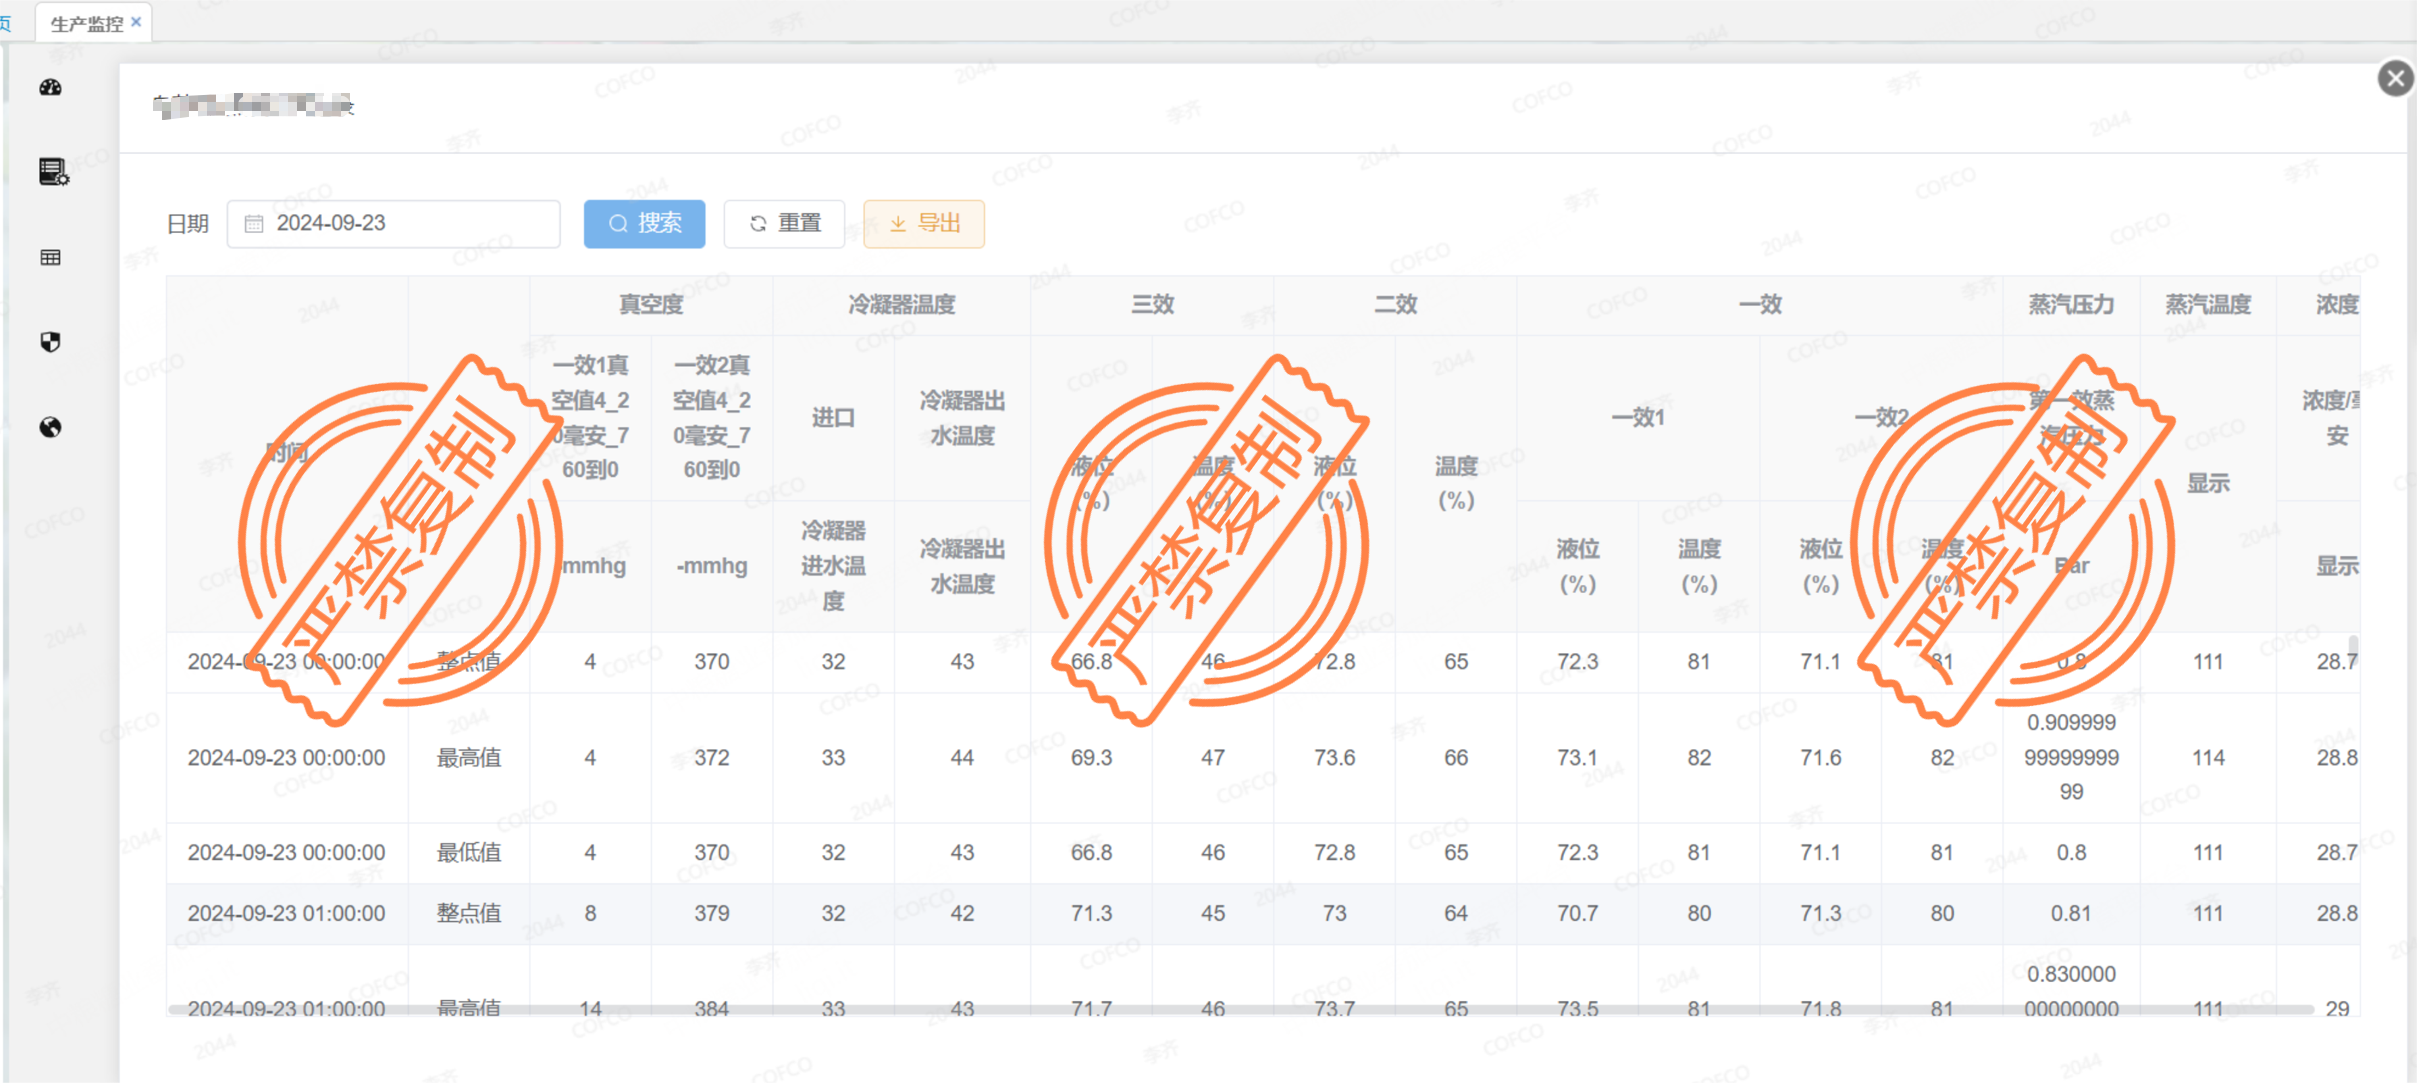 页
生产监控 ×
日期 2024-09-23 搜索 重置 导出
真空度 冷凝器温度 三效 二效 一效 蒸汽压力 蒸汽温度 浓度
时间
一效1真空值4_20毫安_760到0
一效2真空值4_20毫安_760到0
进口
冷凝器出水温度
液位(%)
温度(%)
液位(%)
温度(%)
一效1
一效2
第一效蒸汽压力
显示
浓度/毫安
-mmhg
-mmhg
冷凝器进水温度
冷凝器出水温度
液位(%)
温度(%)
液位(%)
温度(%)
Bar
显示
2024-09-23 00:00:00 整点值 4 370 32 43 66.8 46 72.8 65 72.3 81 71.1 81 0.8 111 28.7
2024-09-23 00:00:00 最高值 4 372 33 44 69.3 47 73.6 66 73.1 82 71.6 82 0.90999999999999999 114 28.8
2024-09-23 00:00:00 最低值 4 370 32 43 66.8 46 72.8 65 72.3 81 71.1 81 0.8 111 28.7
2024-09-23 01:00:00 整点值 8 379 32 42 71.3 45 73 64 70.7 80 71.3 80 0.81 111 28.8
2024-09-23 01:00:00 最高值 14 384 33 43 71.7 46 73.7 65 73.5 81 71.8 81 0.83000000000000 111 29
严禁复制
严禁复制
严禁复制
COFCO
李齐
2044